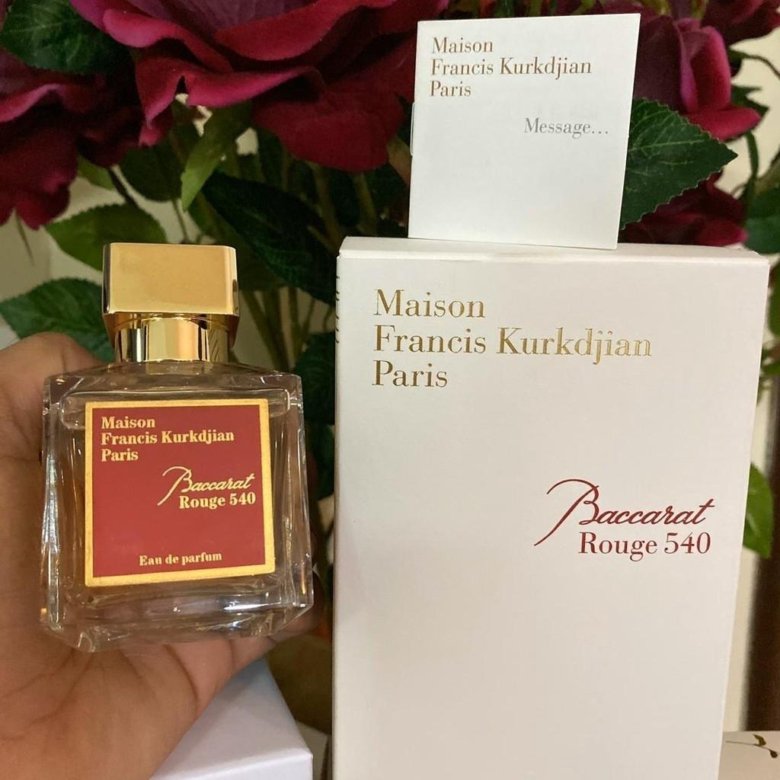 Maison
Francis Kurkdjian
Paris
Message...
Maison
Francis Kurkdjian
Paris
Baccarat
Rouge 540
Maison
Francis Kurkdjian
Paris
Baccarat
Rouge 540
Eau de parfum